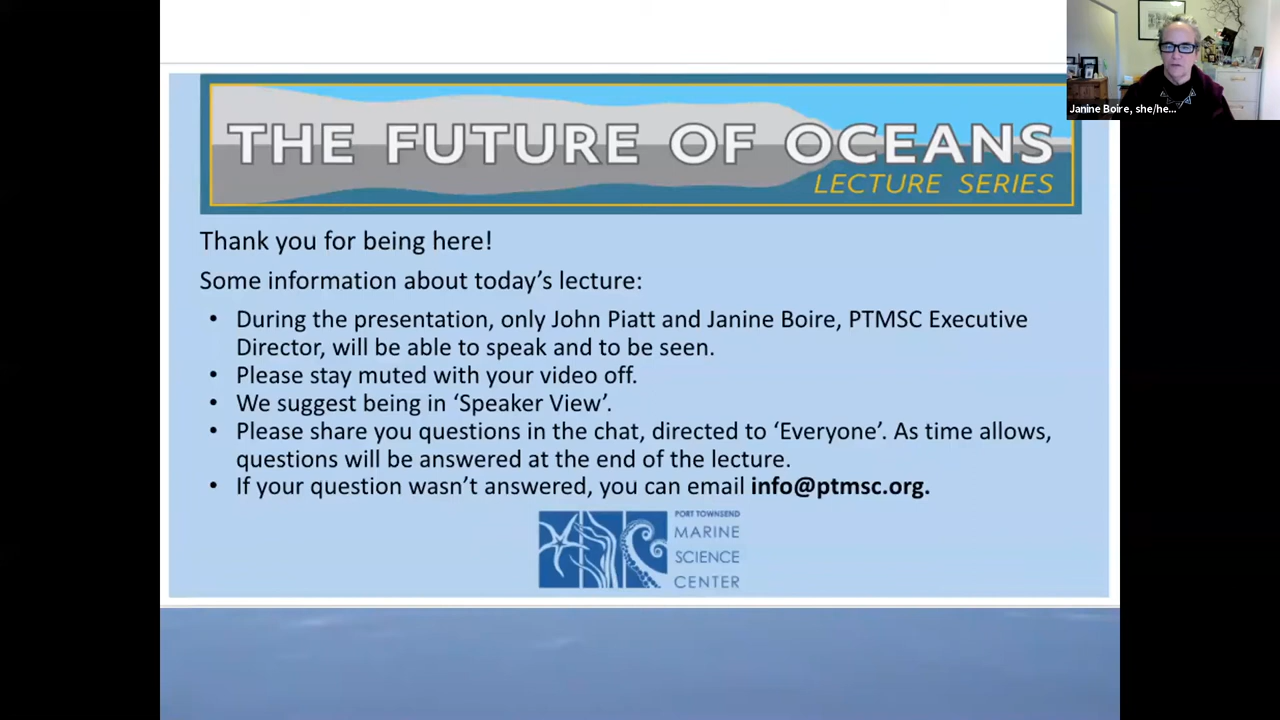 Janine Boire, she/he...
THE FUTURE OF OCEANS
LECTURE SERIES
Thank you for being here!
Some information about today's lecture:
• During the presentation, only John Piatt and Janine Boire, PTMSC Executive
Director, will be able to speak and to be seen.
• Please stay muted with your video off.
• We suggest being in ‘Speaker View’.
• Please share you questions in the chat, directed to ‘Everyone’. As time allows,
questions will be answered at the end of the lecture.
• If your question wasn't answered, you can email info@ptmsc.org.
PORT TOWNSEND
MARINE
SCIENCE
CENTER